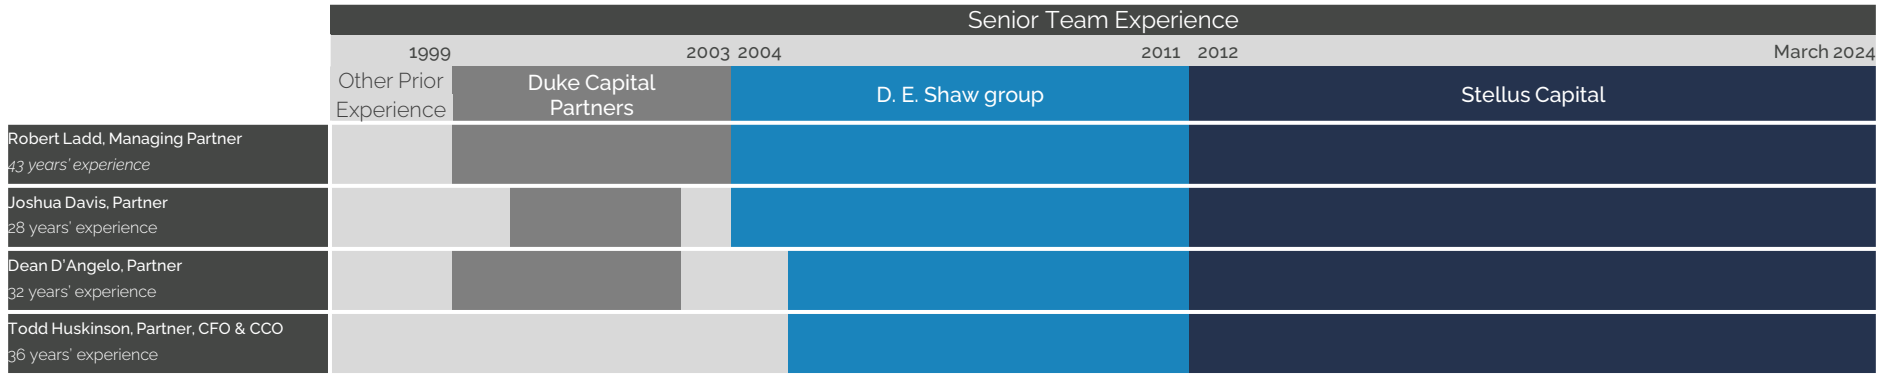 Senior Team Experience
1999
2003 2004
2011 2012
March 2024
Other Prior
Experience
Duke Capital
Partners
D. E. Shaw group
Stellus Capital
Robert Ladd, Managing Partner
43 years' experience
Joshua Davis, Partner
28 years' experience
Dean D'Angelo, Partner
32 years' experience
Todd Huskinson, Partner, CFO & CCO
36 years' experience